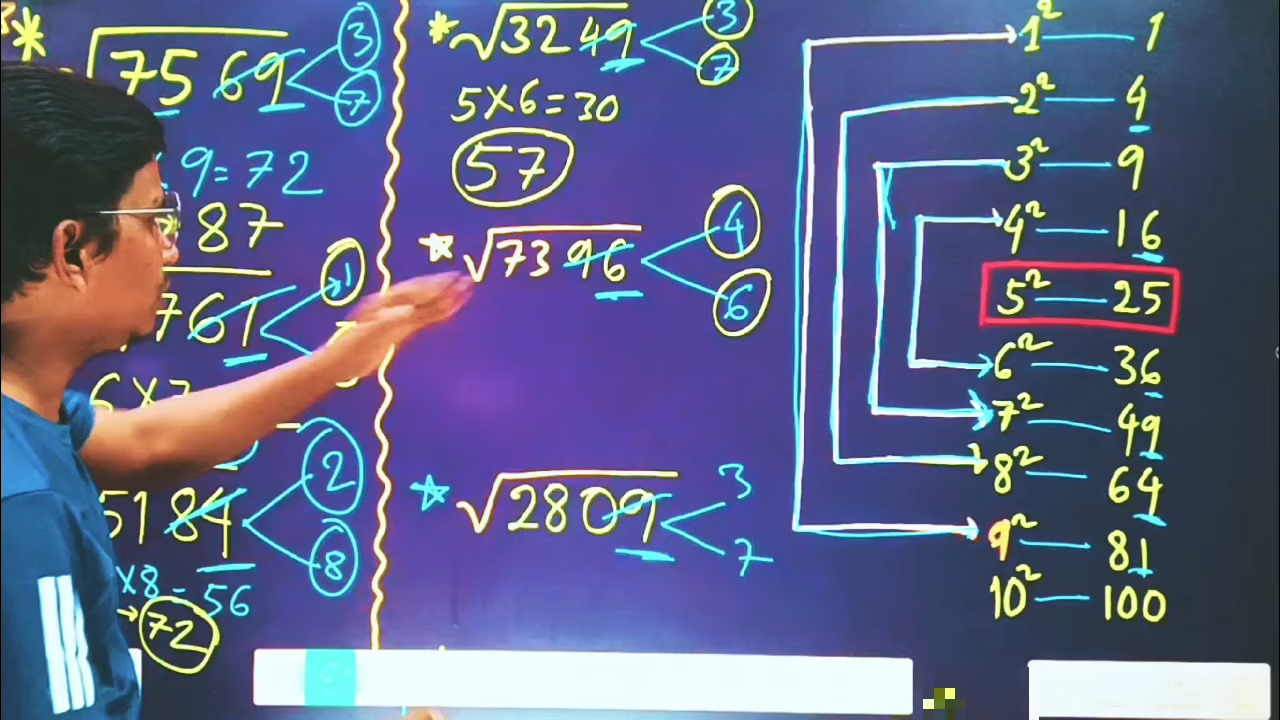 * √7569 < 3
7
9=72
87
761 < 1
6×7
5184 < 2
8
×8=56
→ 72
* √3249 < 3
7
5×6=30
57
* √7396 < 4
6
* √2809 < 3
7
1² — 1
2² — 4
3² — 9
4² — 16
5² — 25
6² — 36
7² — 49
8² — 64
9² — 81
10² — 100